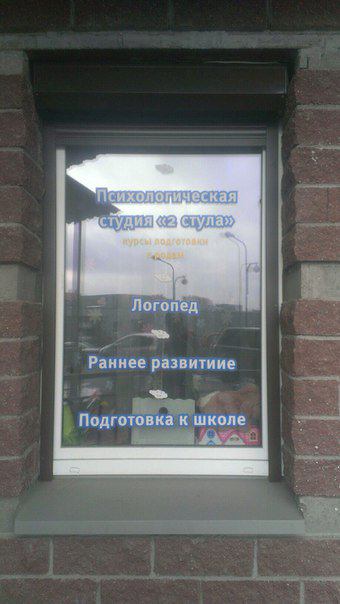 Психологическая
студия «2 стула»
курсы подготовки
к родам
Логопед
Раннее развитиие
Подготовка к школе